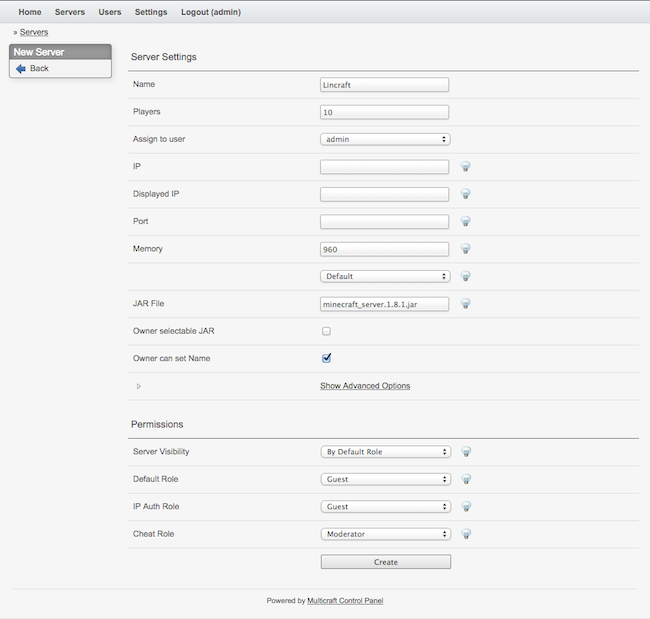 Home Servers Users Settings Logout (admin)
» Servers
New Server
Back
Server Settings
Name Lincraft
Players 10
Assign to user admin
IP
Displayed IP
Port
Memory 960
Default
JAR File minecraft_server.1.8.1.jar
Owner selectable JAR
Owner can set Name
Show Advanced Options
Permissions
Server Visibility By Default Role
Default Role Guest
IP Auth Role Guest
Cheat Role Moderator
Create
Powered by Multicraft Control Panel